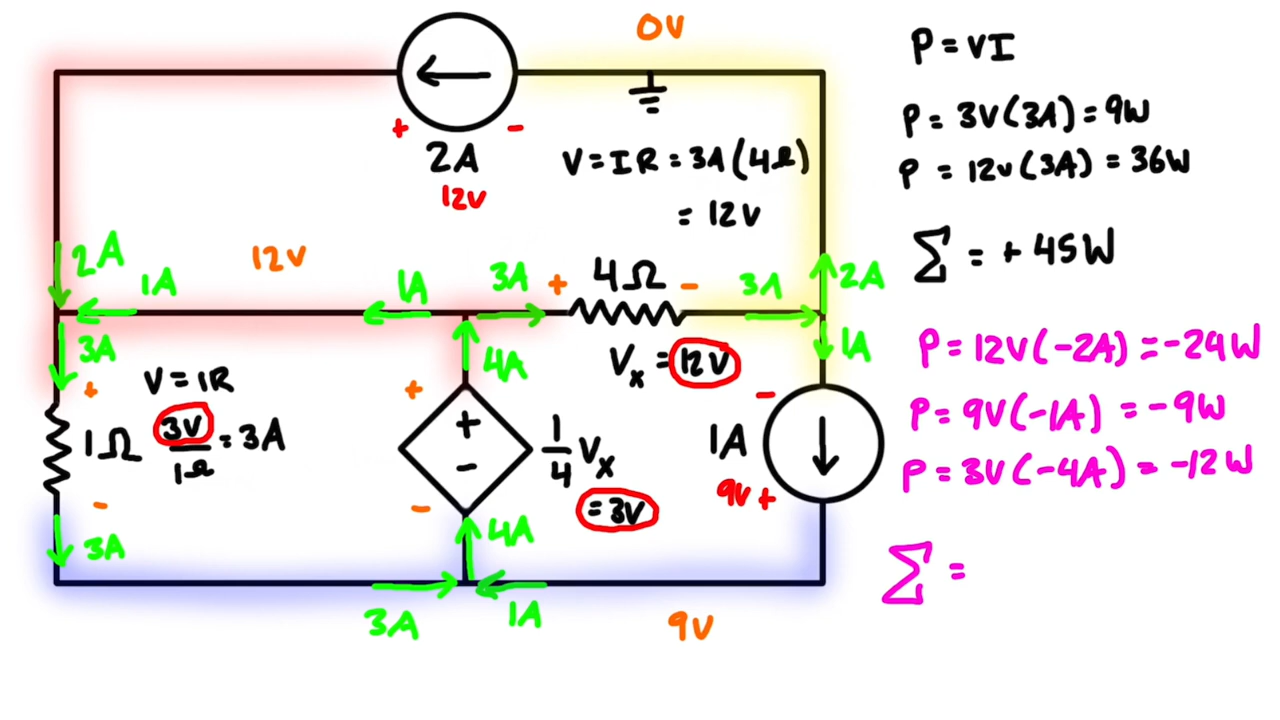 0V
P = VI
+ -
2A
12V
V = IR = 3A(4Ω)
= 12V
P = 3V(3A) = 9W
P = 12V(3A) = 36W
Σ = +45W
2A
1A
12V
1A
3A
+ 4Ω -
3A
2A
3A
4A
Vx = 12V
1A
P = 12V(-2A) = -24W
P = 9V(-1A) = -9W
P = 3V(-4A) = -12W
+
V = IR
1Ω
3V/1Ω = 3A
-
+
+
-
1/4 Vx
= 3V
-
-
1A
9V +
3A
4A
Σ =
3A
1A
9V